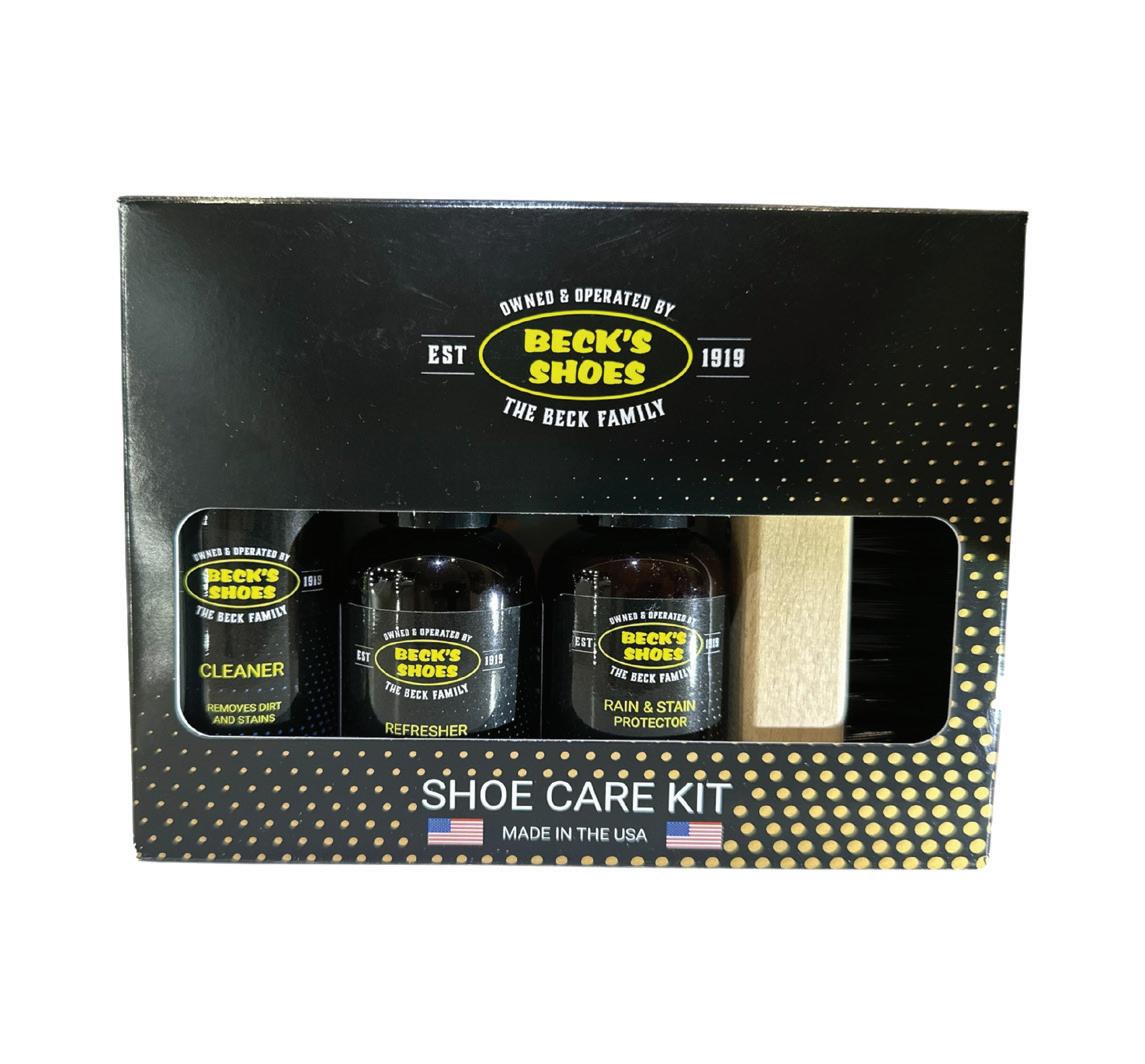 OWNED & OPERATED BY
EST BECK'S SHOES 1919
THE BECK FAMILY
OWNED & OPERATED BY
BECK'S
SHOES
1919
THE BECK FAMILY
CLEANER
REMOVES DIRT
AND STAINS
OWNED & OPERATED BY
EST
BECK'S
SHOES
1919
THE BECK FAMILY
REFRESHER
OWNED & OPERATED BY
EST
BECK'S
SHOES
1919
THE BECK FAMILY
RAIN & STAIN
PROTECTOR
SHOE CARE KIT
MADE IN THE USA